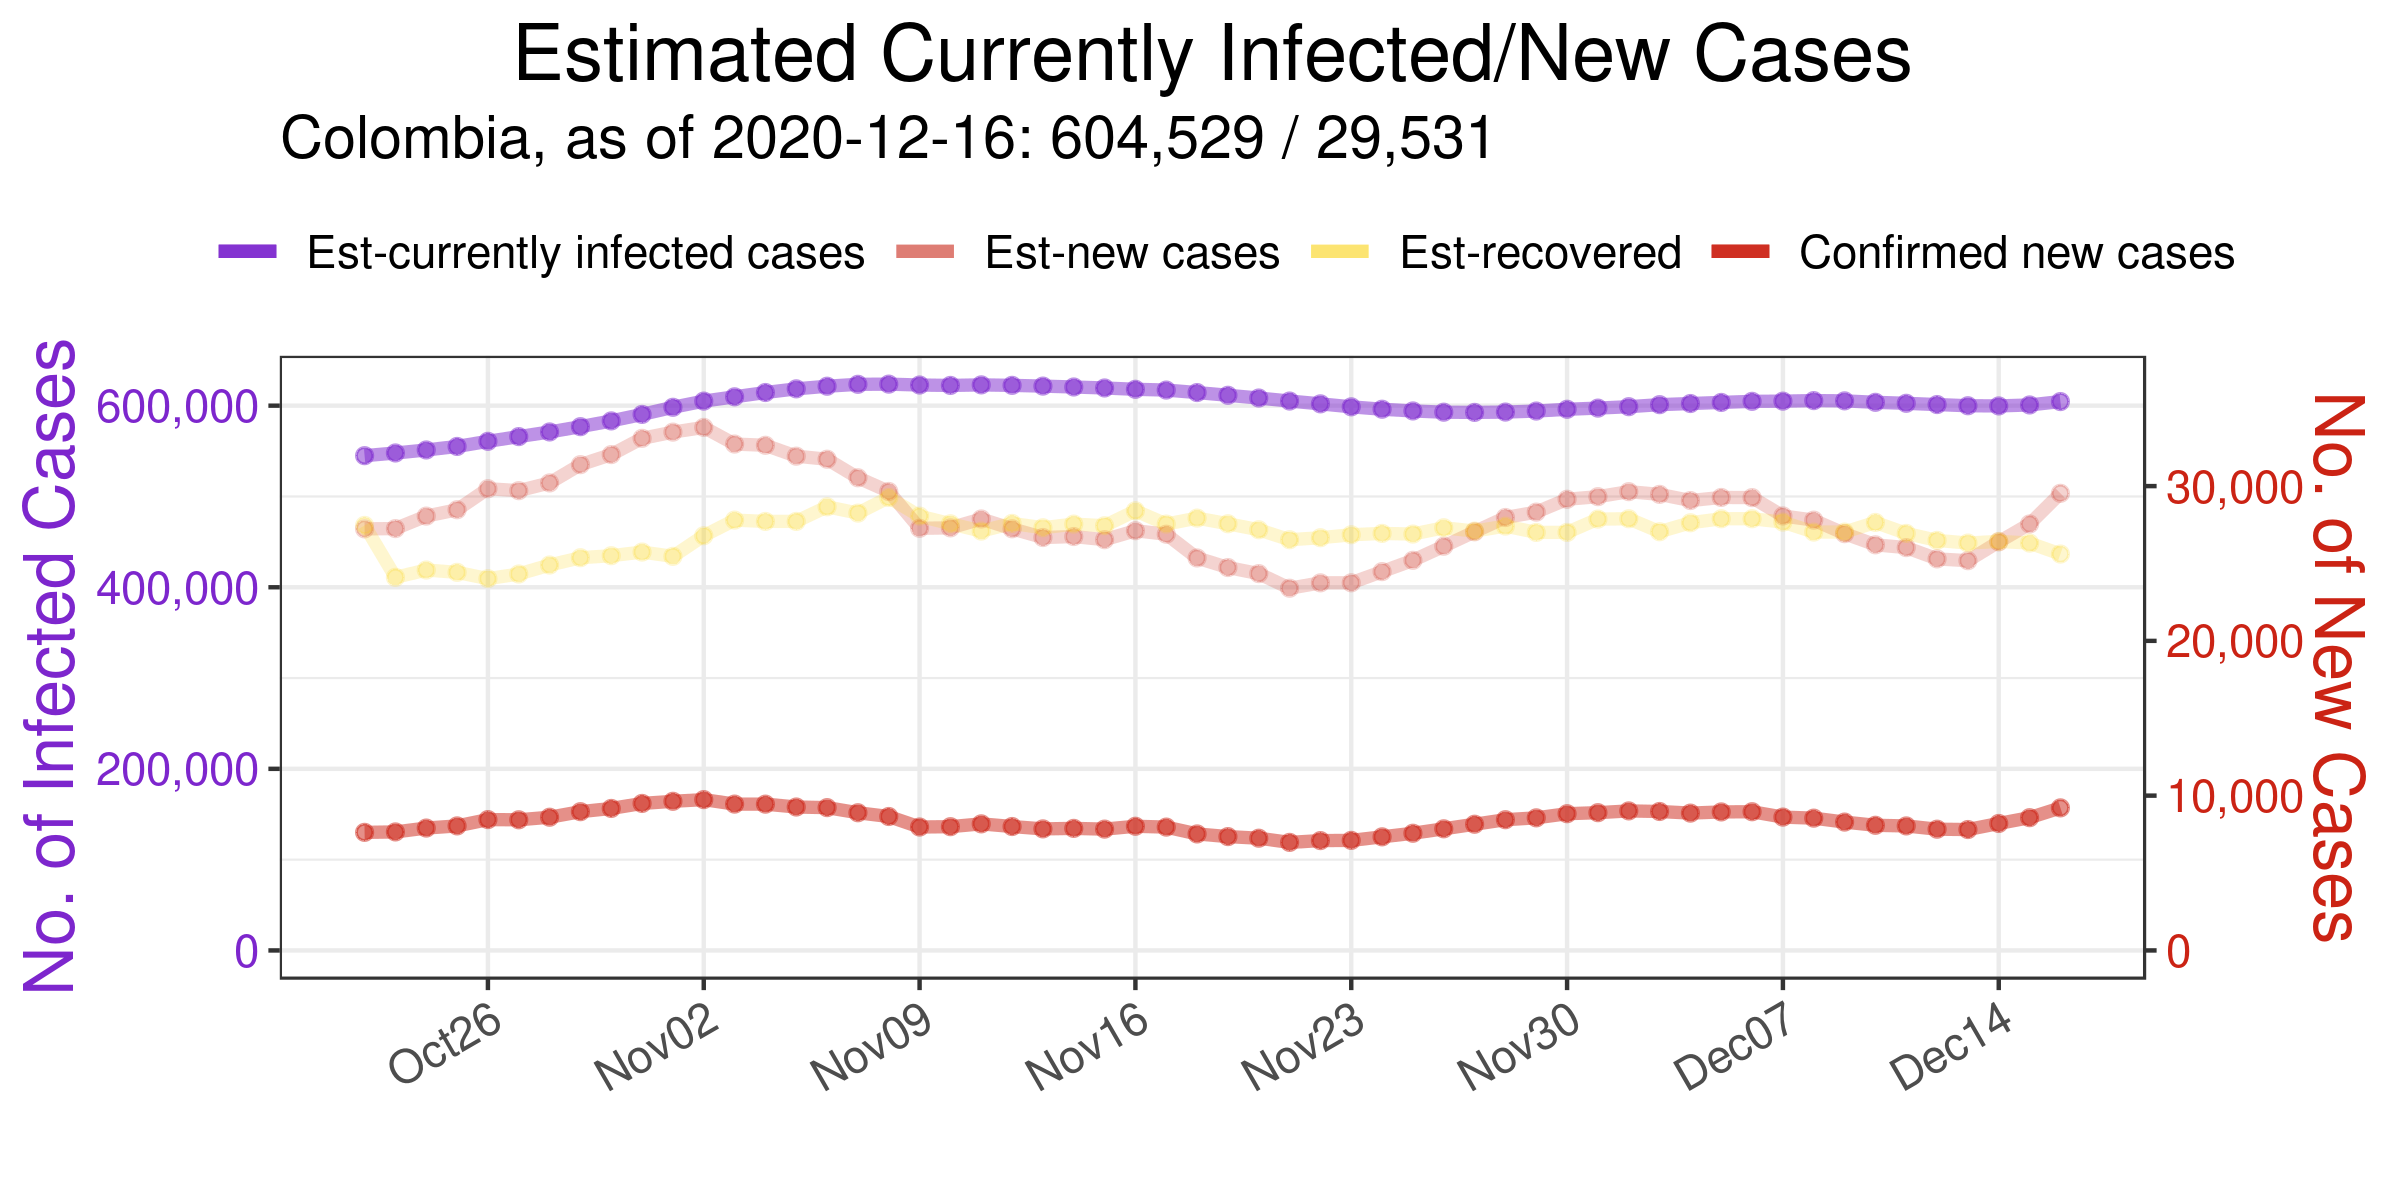 Estimated Currently Infected/New Cases
Colombia, as of 2020-12-16: 604,529 / 29,531
Est-currently infected cases Est-new cases Est-recovered Confirmed new cases
No. of Infected Cases
600,000
400,000
200,000
0
30,000
20,000
10,000
0
No. of New Cases
Oct26 Nov02 Nov09 Nov16 Nov23 Nov30 Dec07 Dec14